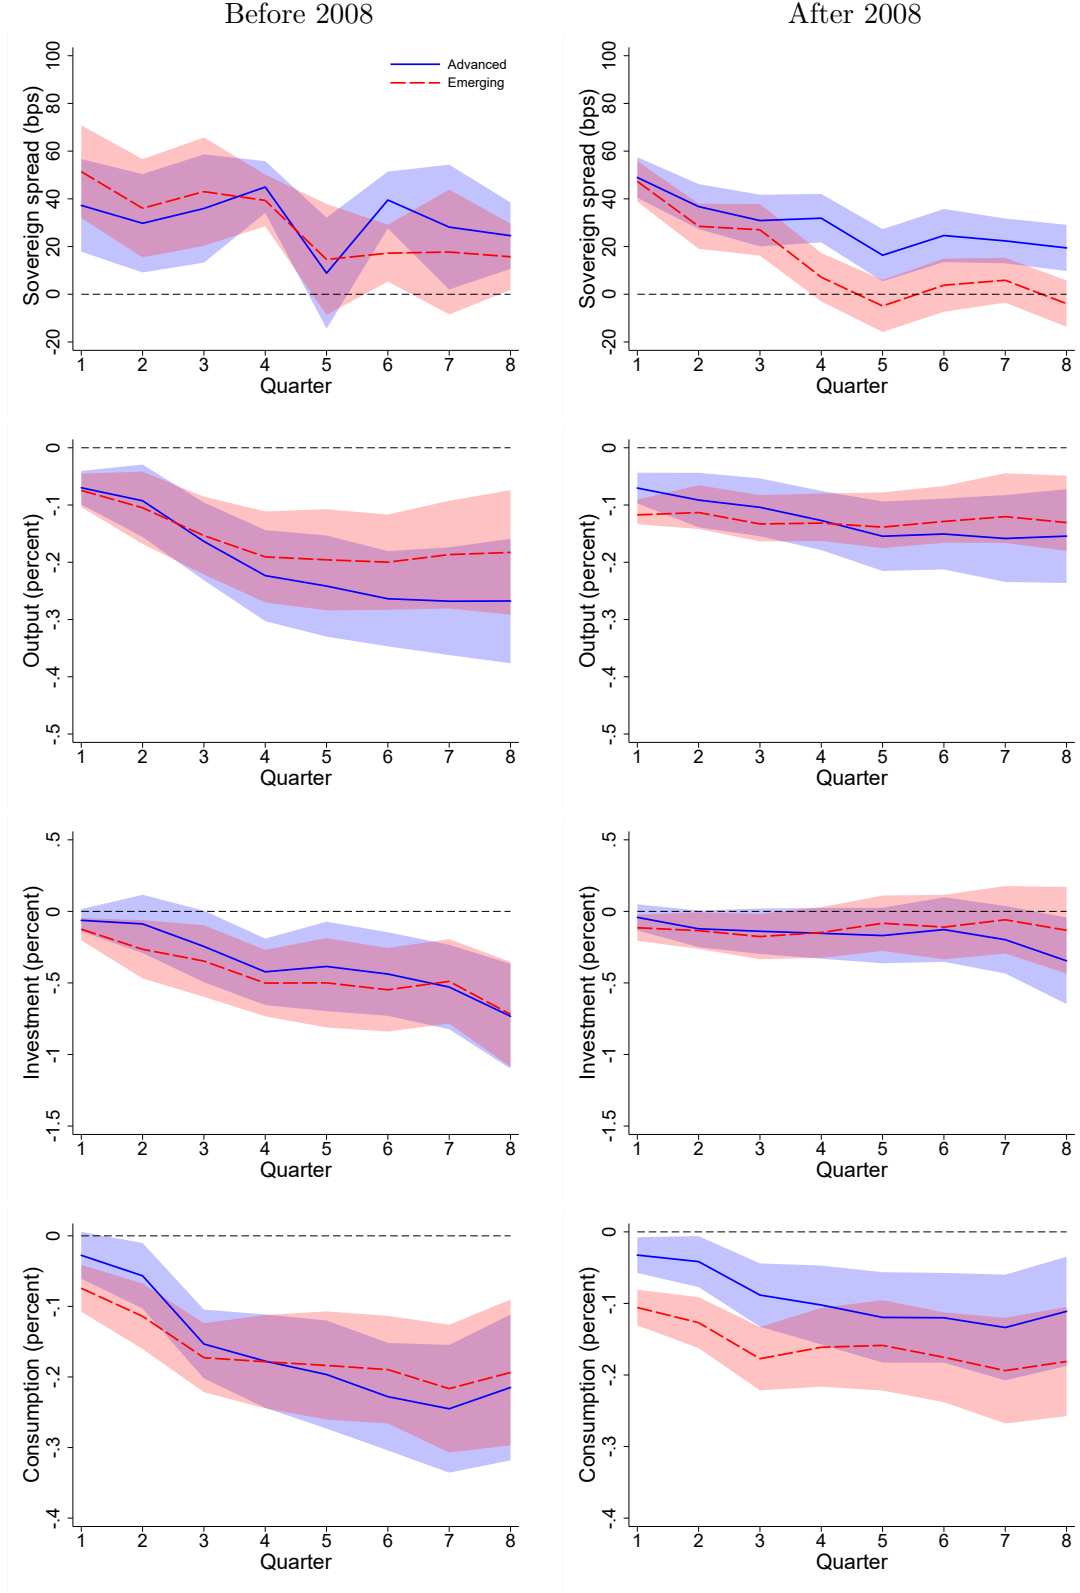 Before 2008
After 2008
Sovereign spread (bps)
100
80
60
40
20
0
-20
Advanced
Emerging
1 2 3 4 5 6 7 8
Quarter
Sovereign spread (bps)
100
80
60
40
20
0
-20
1 2 3 4 5 6 7 8
Quarter
Output (percent)
0
-.1
-.2
-.3
-.4
-.5
1 2 3 4 5 6 7 8
Quarter
Output (percent)
0
-.1
-.2
-.3
-.4
-.5
1 2 3 4 5 6 7 8
Quarter
Investment (percent)
.5
0
-.5
-1
-1.5
1 2 3 4 5 6 7 8
Quarter
Investment (percent)
.5
0
-.5
-1
-1.5
1 2 3 4 5 6 7 8
Quarter
Consumption (percent)
0
-.1
-.2
-.3
-.4
1 2 3 4 5 6 7 8
Quarter
Consumption (percent)
0
-.1
-.2
-.3
-.4
1 2 3 4 5 6 7 8
Quarter